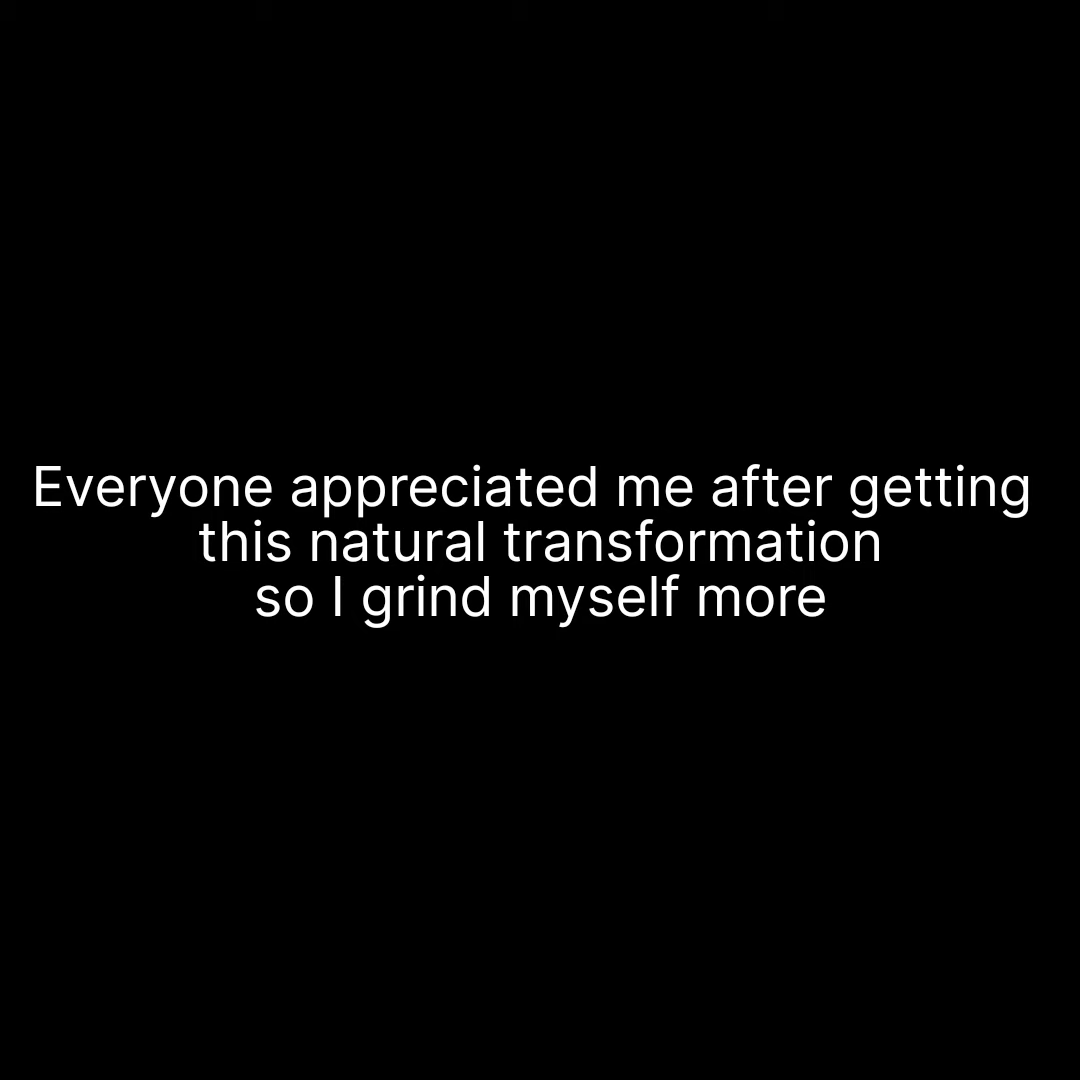 Everyone appreciated me after getting
this natural transformation
so I grind myself more